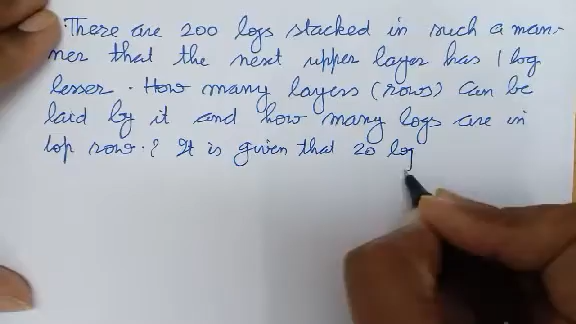 There are 200 logs stacked in such a man-
ner that the next upper layer has 1 log
lesser. How many layers (rows) can be
laid by it and how many logs are in
top row.? It is given that 20 log